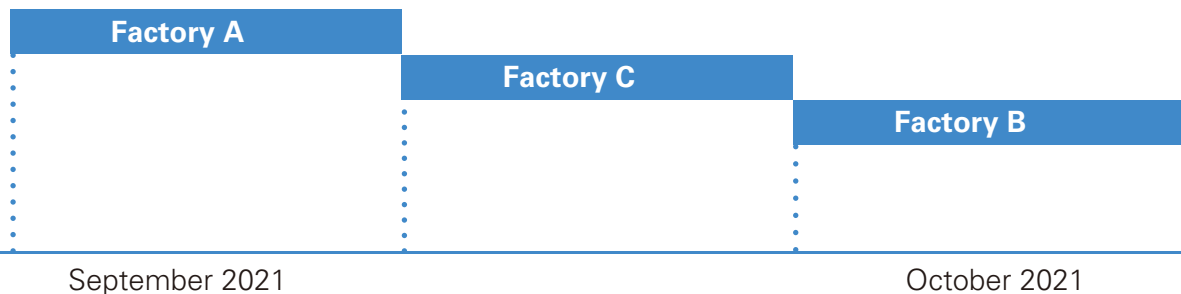 Factory A
Factory C
Factory B
September 2021
October 2021